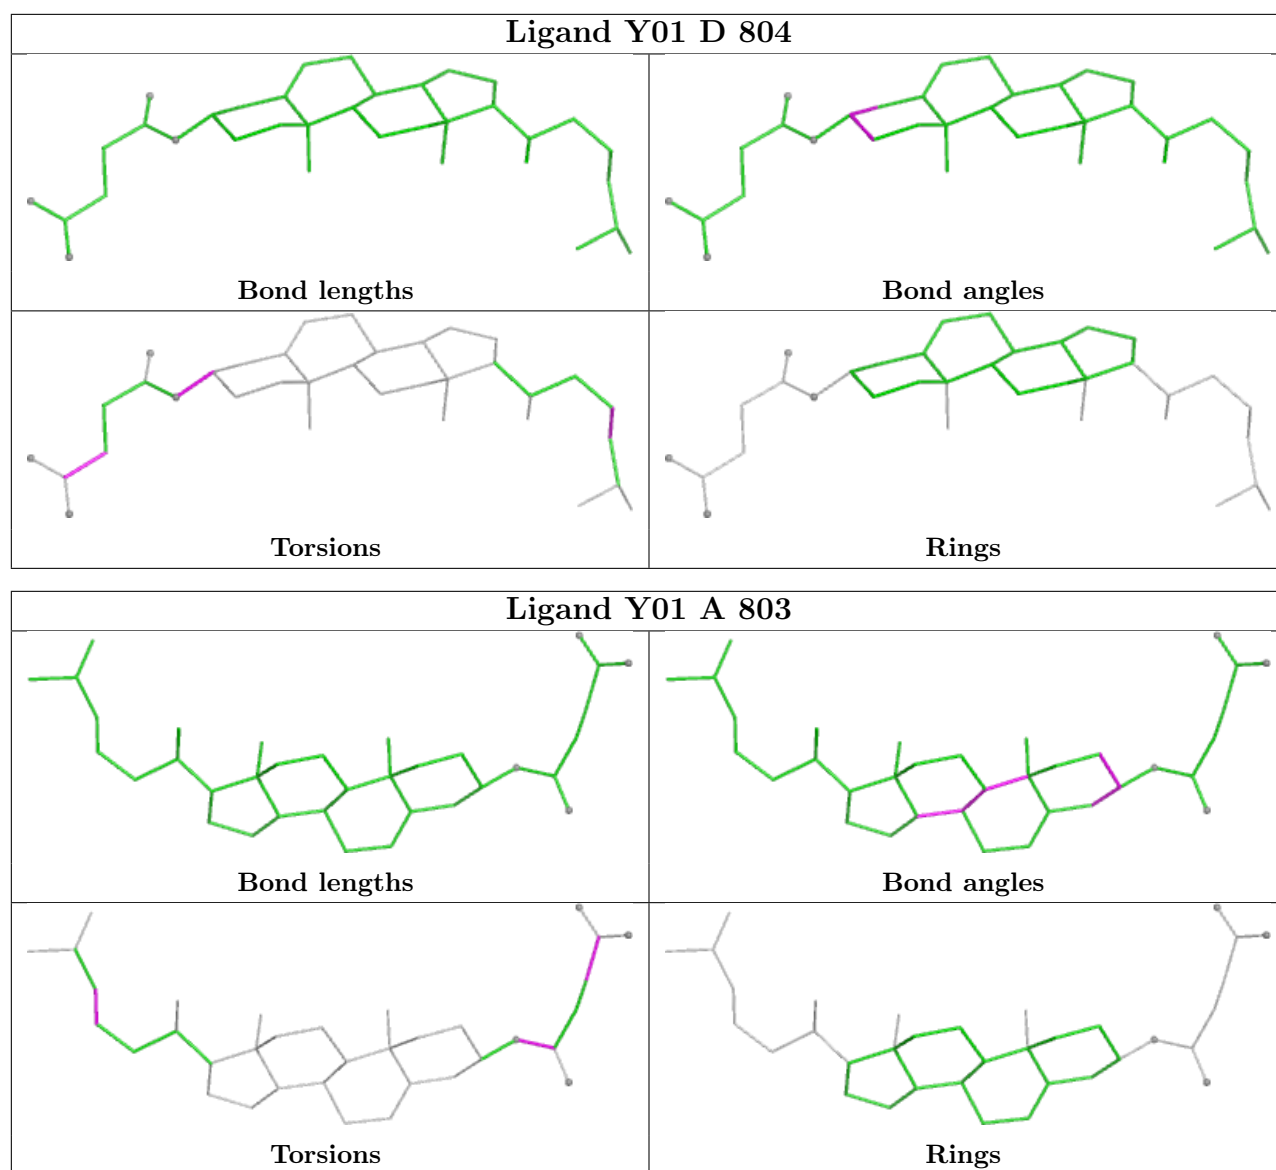 Ligand Y01 D 804
Bond lengths
Bond angles
Torsions
Rings
Ligand Y01 A 803
Bond lengths
Bond angles
Torsions
Rings